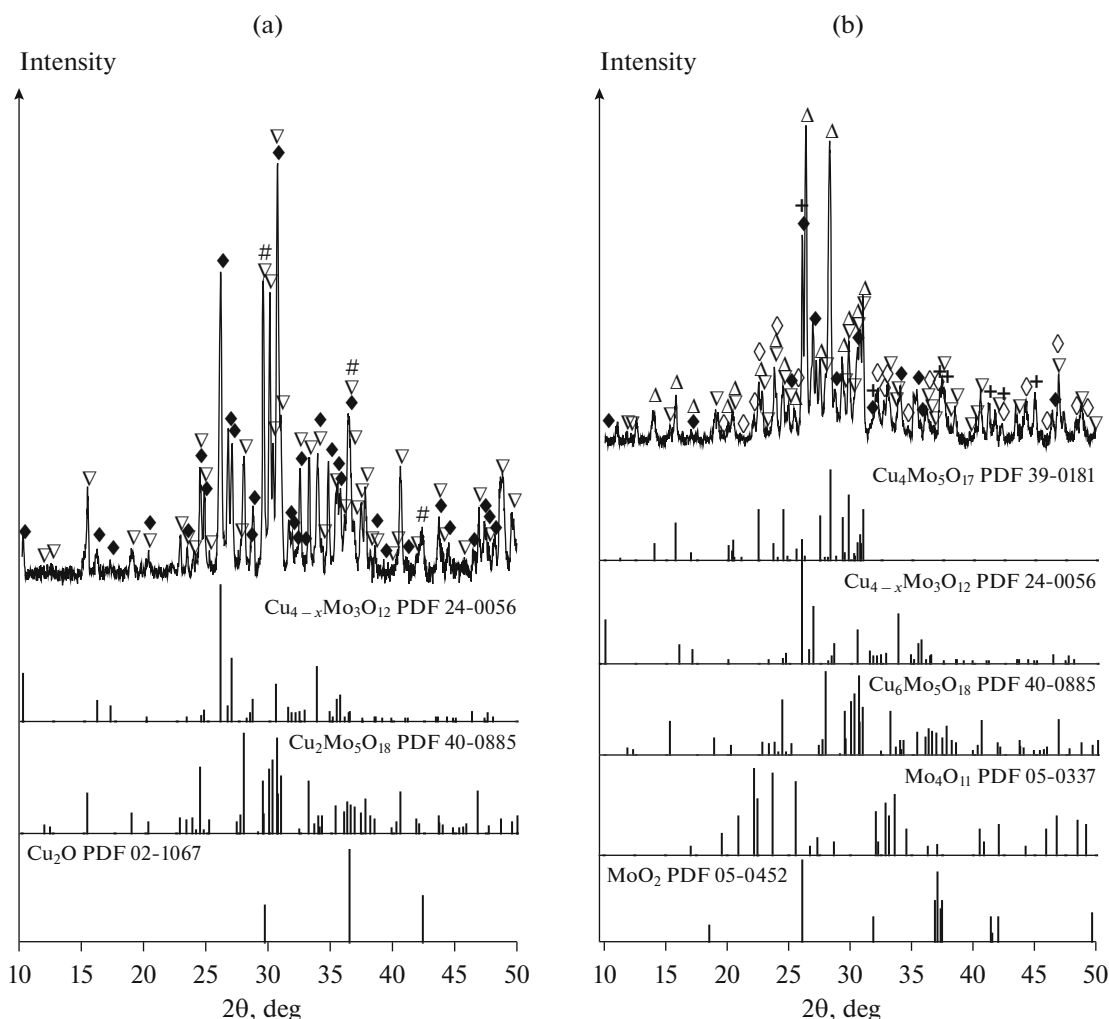 (a)
Intensity
#
#
#
Cu₄₋ₓMo₃O₁₂ PDF 24-0056
Cu₂Mo₅O₁₈ PDF 40-0885
Cu₂O PDF 02-1067
10 15 20 25 30 35 40 45 50
2θ, deg
(b)
Intensity
Cu₄Mo₅O₁₇ PDF 39-0181
Cu₄₋ₓMo₃O₁₂ PDF 24-0056
Cu₆Mo₅O₁₈ PDF 40-0885
Mo₄O₁₁ PDF 05-0337
MoO₂ PDF 05-0452
10 15 20 25 30 35 40 45 50
2θ, deg